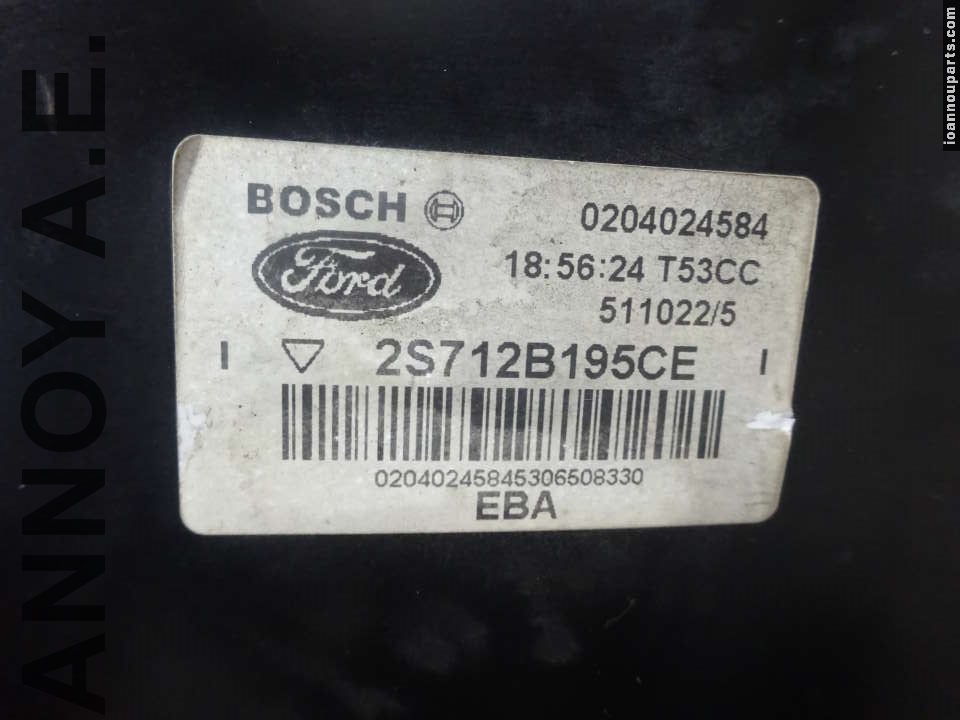 BOSCH
0204024584
Ford
18:56:24 T53CC
511022/5
2S712B195CE
02040245845306508330
EBA
ANNOY A.E.
ioannouparts.com